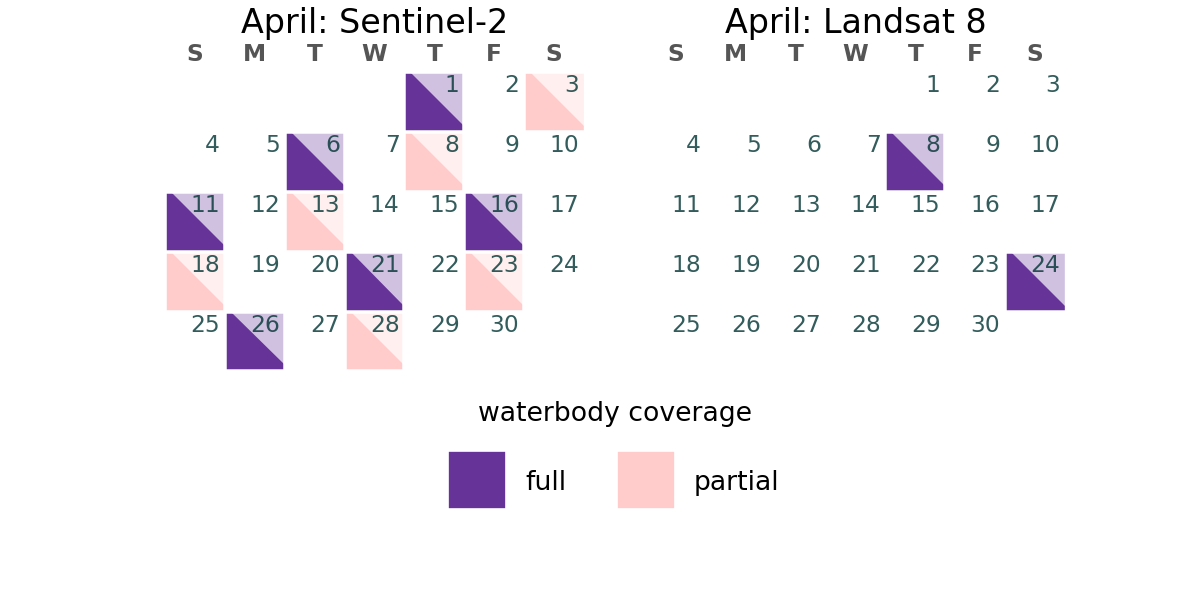 April: Sentinel-2
S M T W T F S
1 2 3
4 5 6 7 8 9 10
11 12 13 14 15 16 17
18 19 20 21 22 23 24
25 26 27 28 29 30
April: Landsat 8
S M T W T F S
1 2 3
4 5 6 7 8 9 10
11 12 13 14 15 16 17
18 19 20 21 22 23 24
25 26 27 28 29 30
waterbody coverage
full
partial